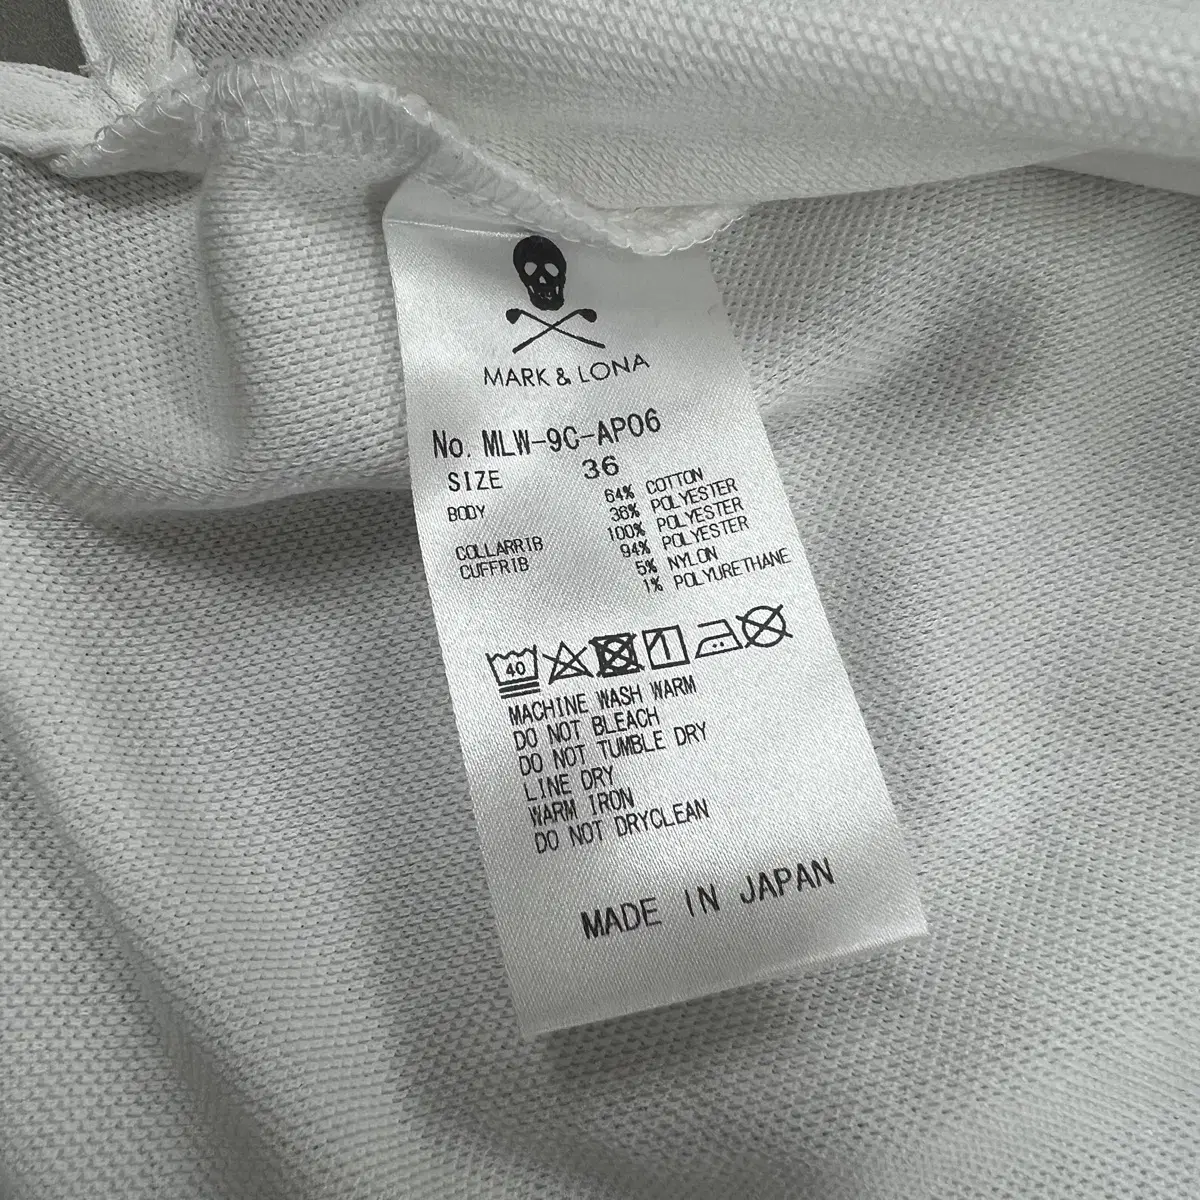 MARK & LONA
No. MLW-9C-AP06
SIZE 36
BODY 64% COTTON
36% POLYESTER
COLLARRIB 100% POLYESTER
CUFFRIB 94% POLYESTER
5% NYLON
1% POLYURETHANE
40
MACHINE WASH WARM
DO NOT BLEACH
DO NOT TUMBLE DRY
LINE DRY
WARM IRON
DO NOT DRYCLEAN
MADE IN JAPAN